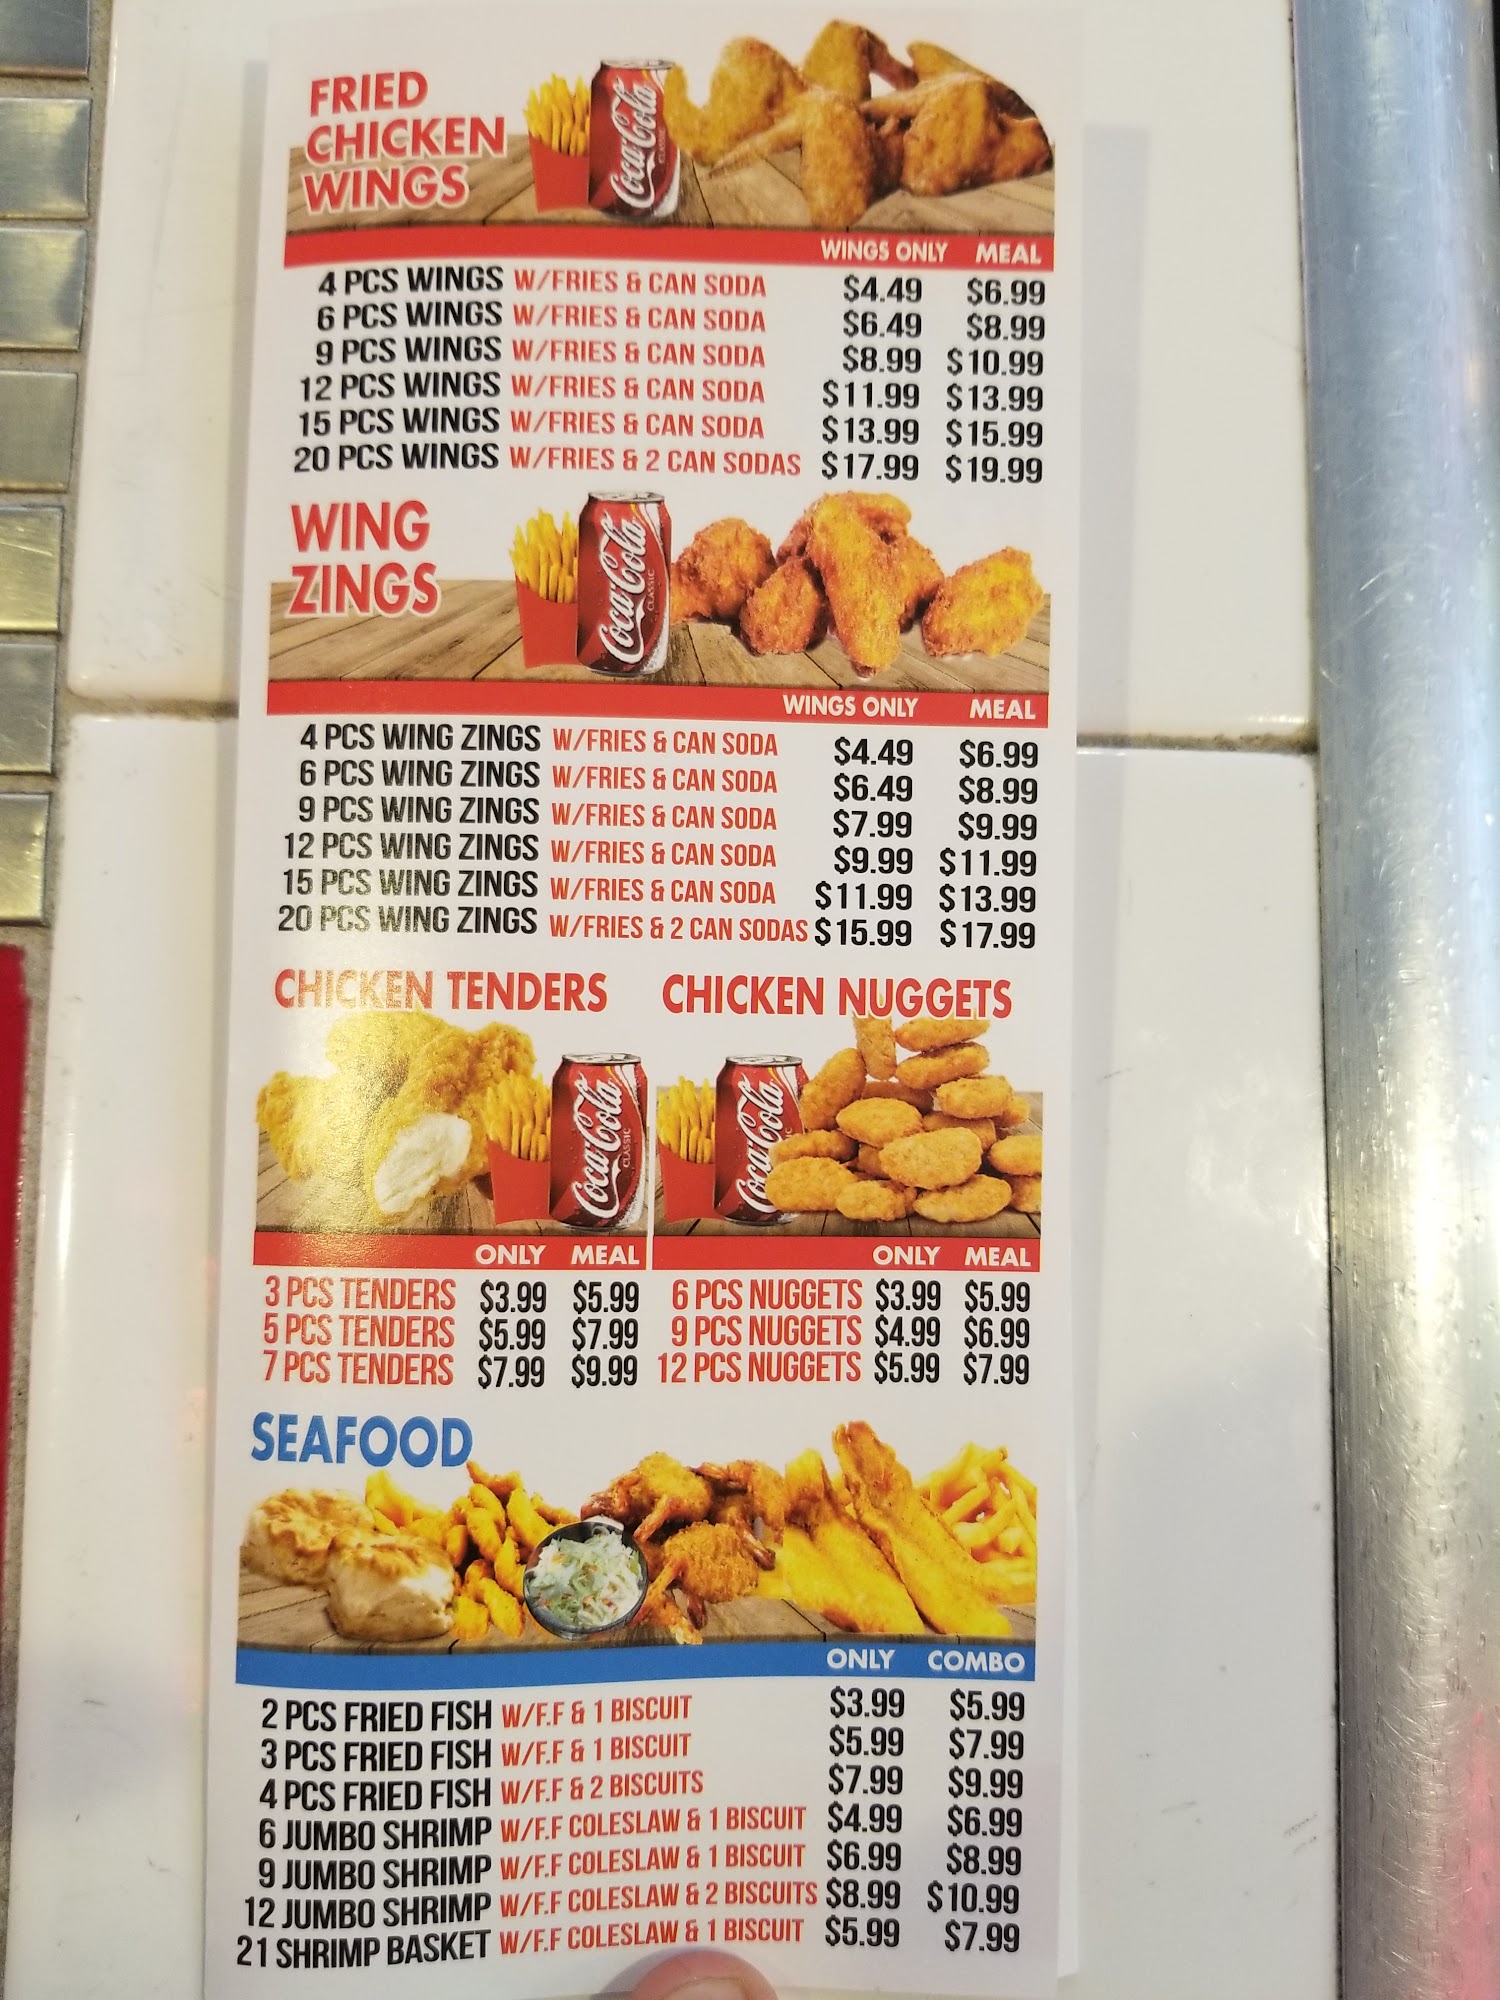 FRIED
CHICKEN
WINGS
Coca-Cola
CLASSIC
WINGS ONLY MEAL
4 PCS WINGS W/FRIES & CAN SODA $4.49 $6.99
6 PCS WINGS W/FRIES & CAN SODA $6.49 $8.99
9 PCS WINGS W/FRIES & CAN SODA $8.99 $10.99
12 PCS WINGS W/FRIES & CAN SODA $11.99 $13.99
15 PCS WINGS W/FRIES & CAN SODA $13.99 $15.99
20 PCS WINGS W/FRIES & 2 CAN SODAS $17.99 $19.99
WING
ZINGS
Coca-Cola
CLASSIC
WINGS ONLY MEAL
4 PCS WING ZINGS W/FRIES & CAN SODA $4.49 $6.99
6 PCS WING ZINGS W/FRIES & CAN SODA $6.49 $8.99
9 PCS WING ZINGS W/FRIES & CAN SODA $7.99 $9.99
12 PCS WING ZINGS W/FRIES & CAN SODA $9.99 $11.99
15 PCS WING ZINGS W/FRIES & CAN SODA $11.99 $13.99
20 PCS WING ZINGS W/FRIES & 2 CAN SODAS $15.99 $17.99
CHICKEN TENDERS
Coca-Cola
CLASSIC
ONLY MEAL
3 PCS TENDERS $3.99 $5.99
5 PCS TENDERS $5.99 $7.99
7 PCS TENDERS $7.99 $9.99
CHICKEN NUGGETS
Coca-Cola
ONLY MEAL
6 PCS NUGGETS $3.99 $5.99
9 PCS NUGGETS $4.99 $6.99
12 PCS NUGGETS $5.99 $7.99
SEAFOOD
ONLY COMBO
2 PCS FRIED FISH W/F.F & 1 BISCUIT $3.99 $5.99
3 PCS FRIED FISH W/F.F & 1 BISCUIT $5.99 $7.99
4 PCS FRIED FISH W/F.F & 2 BISCUITS $7.99 $9.99
6 JUMBO SHRIMP W/F.F COLESLAW & 1 BISCUIT $4.99 $6.99
9 JUMBO SHRIMP W/F.F COLESLAW & 1 BISCUIT $6.99 $8.99
12 JUMBO SHRIMP W/F.F COLESLAW & 2 BISCUITS $8.99 $10.99
21 SHRIMP BASKET W/F.F COLESLAW & 1 BISCUIT $5.99 $7.99